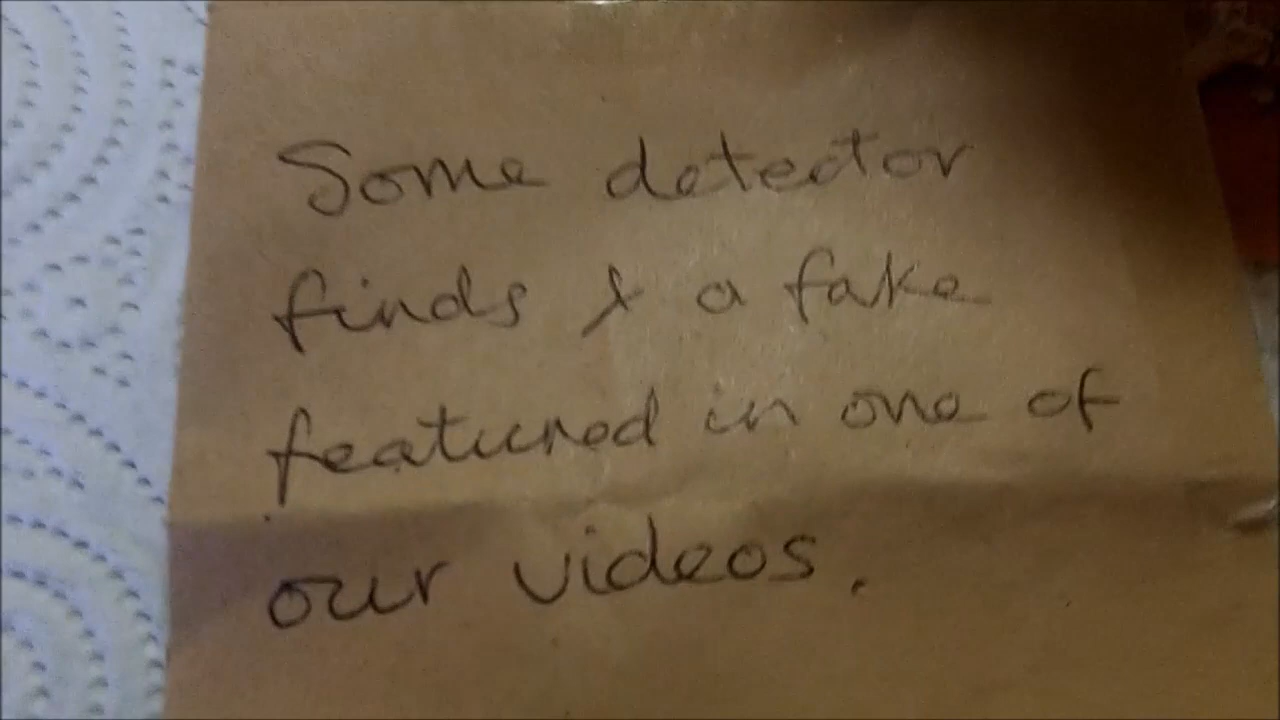 Some detector
finds & a fake
featured in one of
our videos.